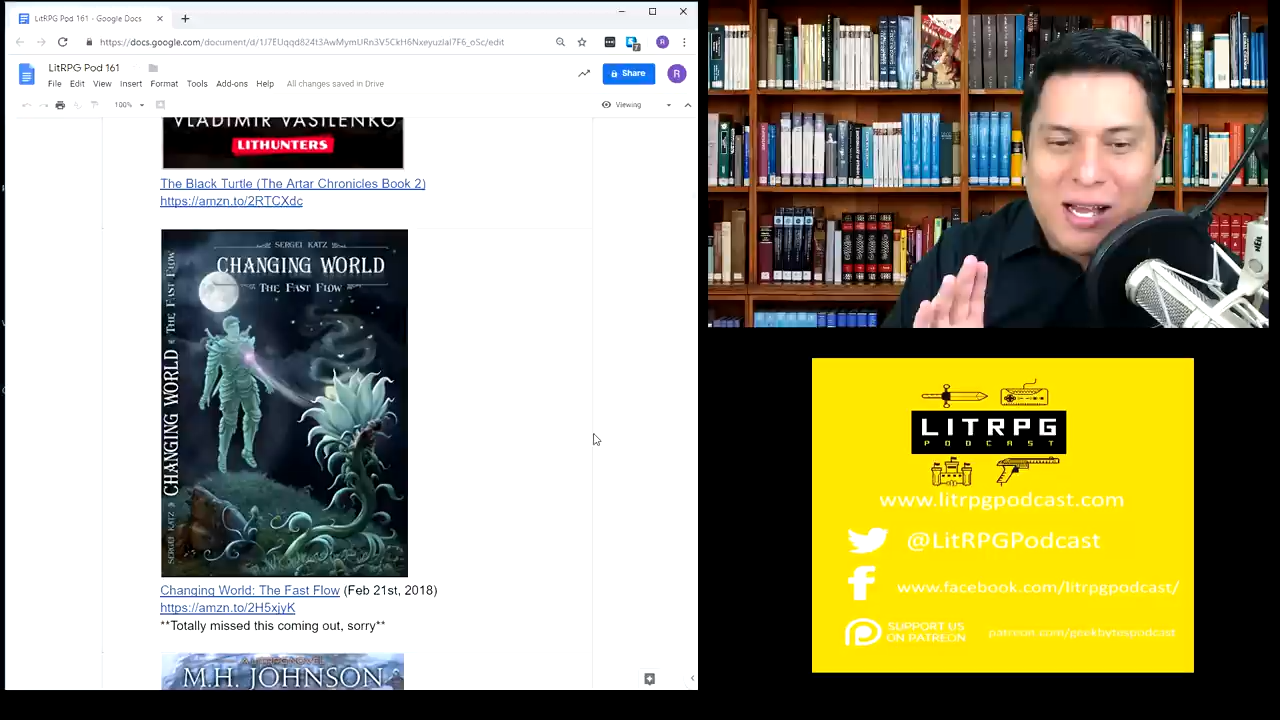 LitRPG Pod 161 - Google Docs
https://docs.google.com/document/d/1J7EUqqd824t3AwMymURn3V5CkH6NxeyuzIaI7F6_oSc/edit
LitRPG Pod 161
Share
R
File Edit View Insert Format Tools Add-ons Help All changes saved in Drive
100%
Viewing
VLADIMIR VASILENKO
LITHUNTERS
The Black Turtle (The Artar Chronicles Book 2)
https://amzn.to/2RTCXdc
SERGEI KATZ
CHANGING WORLD
THE FAST FLOW
SERGEI KATZ CHANGING WORLD THE FAST FLOW
Changing World: The Fast Flow (Feb 21st, 2018)
https://amzn.to/2H5xjyK
**Totally missed this coming out, sorry**
A LITRPG NOVEL
M.H. JOHNSON
NEIL
LITRPG
PODCAST
www.litrpgpodcast.com
@LitRPGPodcast
www.facebook.com/litrpgpodcast/
SUPPORT US
ON PATREON
patreon.com/geekbytespodcast